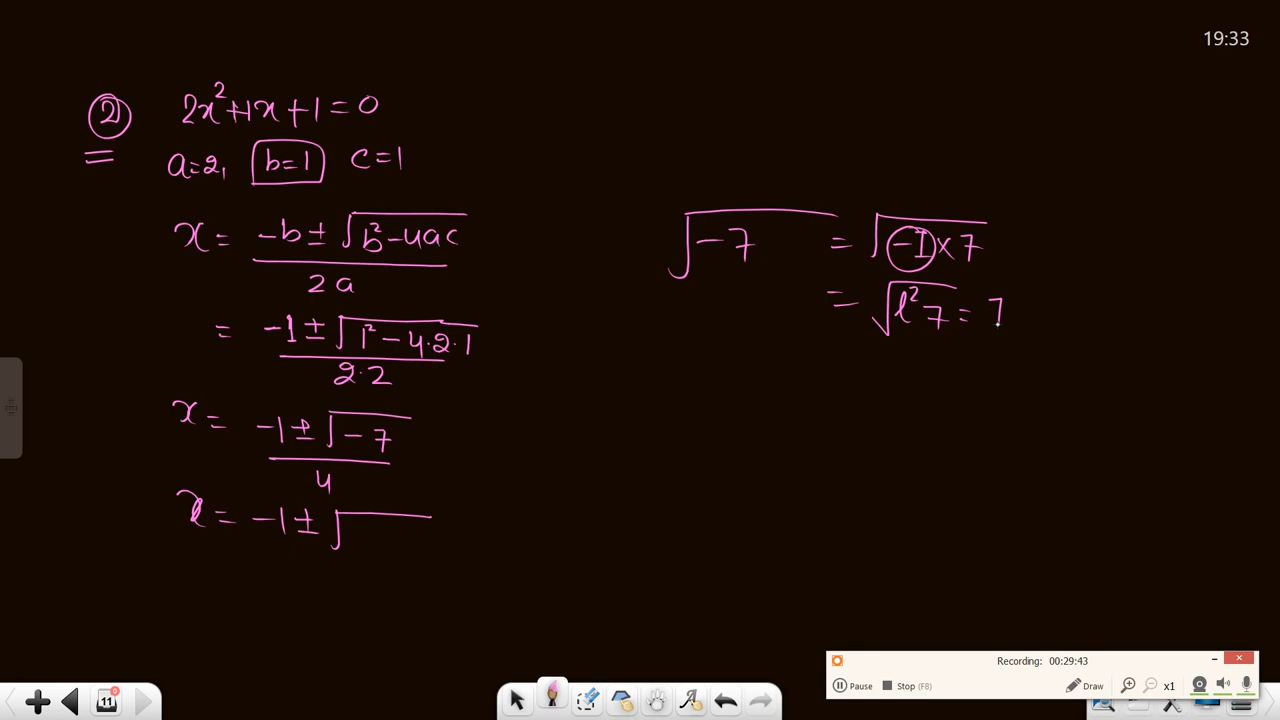 19:33
② 2x²+1x+1=0
a=2, b=1 c=1
x = (-b±√(b²-4ac))/2a
= (-1±√(1²-4·2·1))/2·2
x = (-1±√-7)/4
x = -1±√
√-7 = √-1×7
= √i²7 = 7
Recording: 00:29:43
Pause Stop (F8) Draw x1
11
0